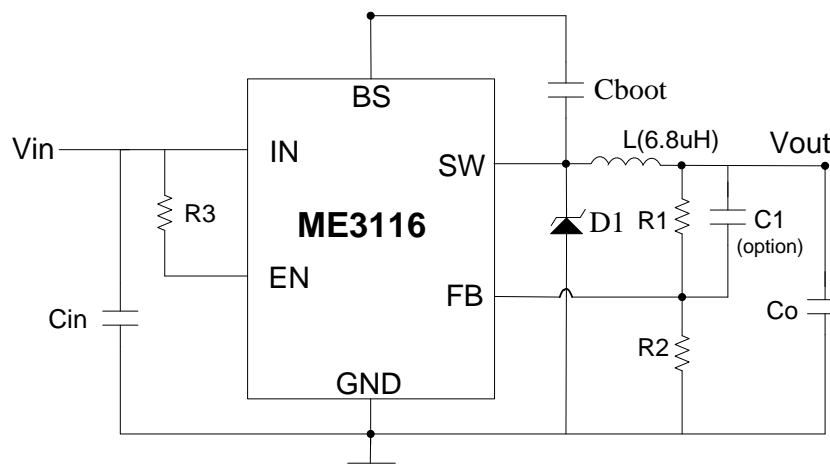 BS
Cboot
Vin
IN
SW
L(6.8uH)
Vout
R3
ME3116
D1
R1
C1
(option)
EN
FB
Cin
Co
R2
GND